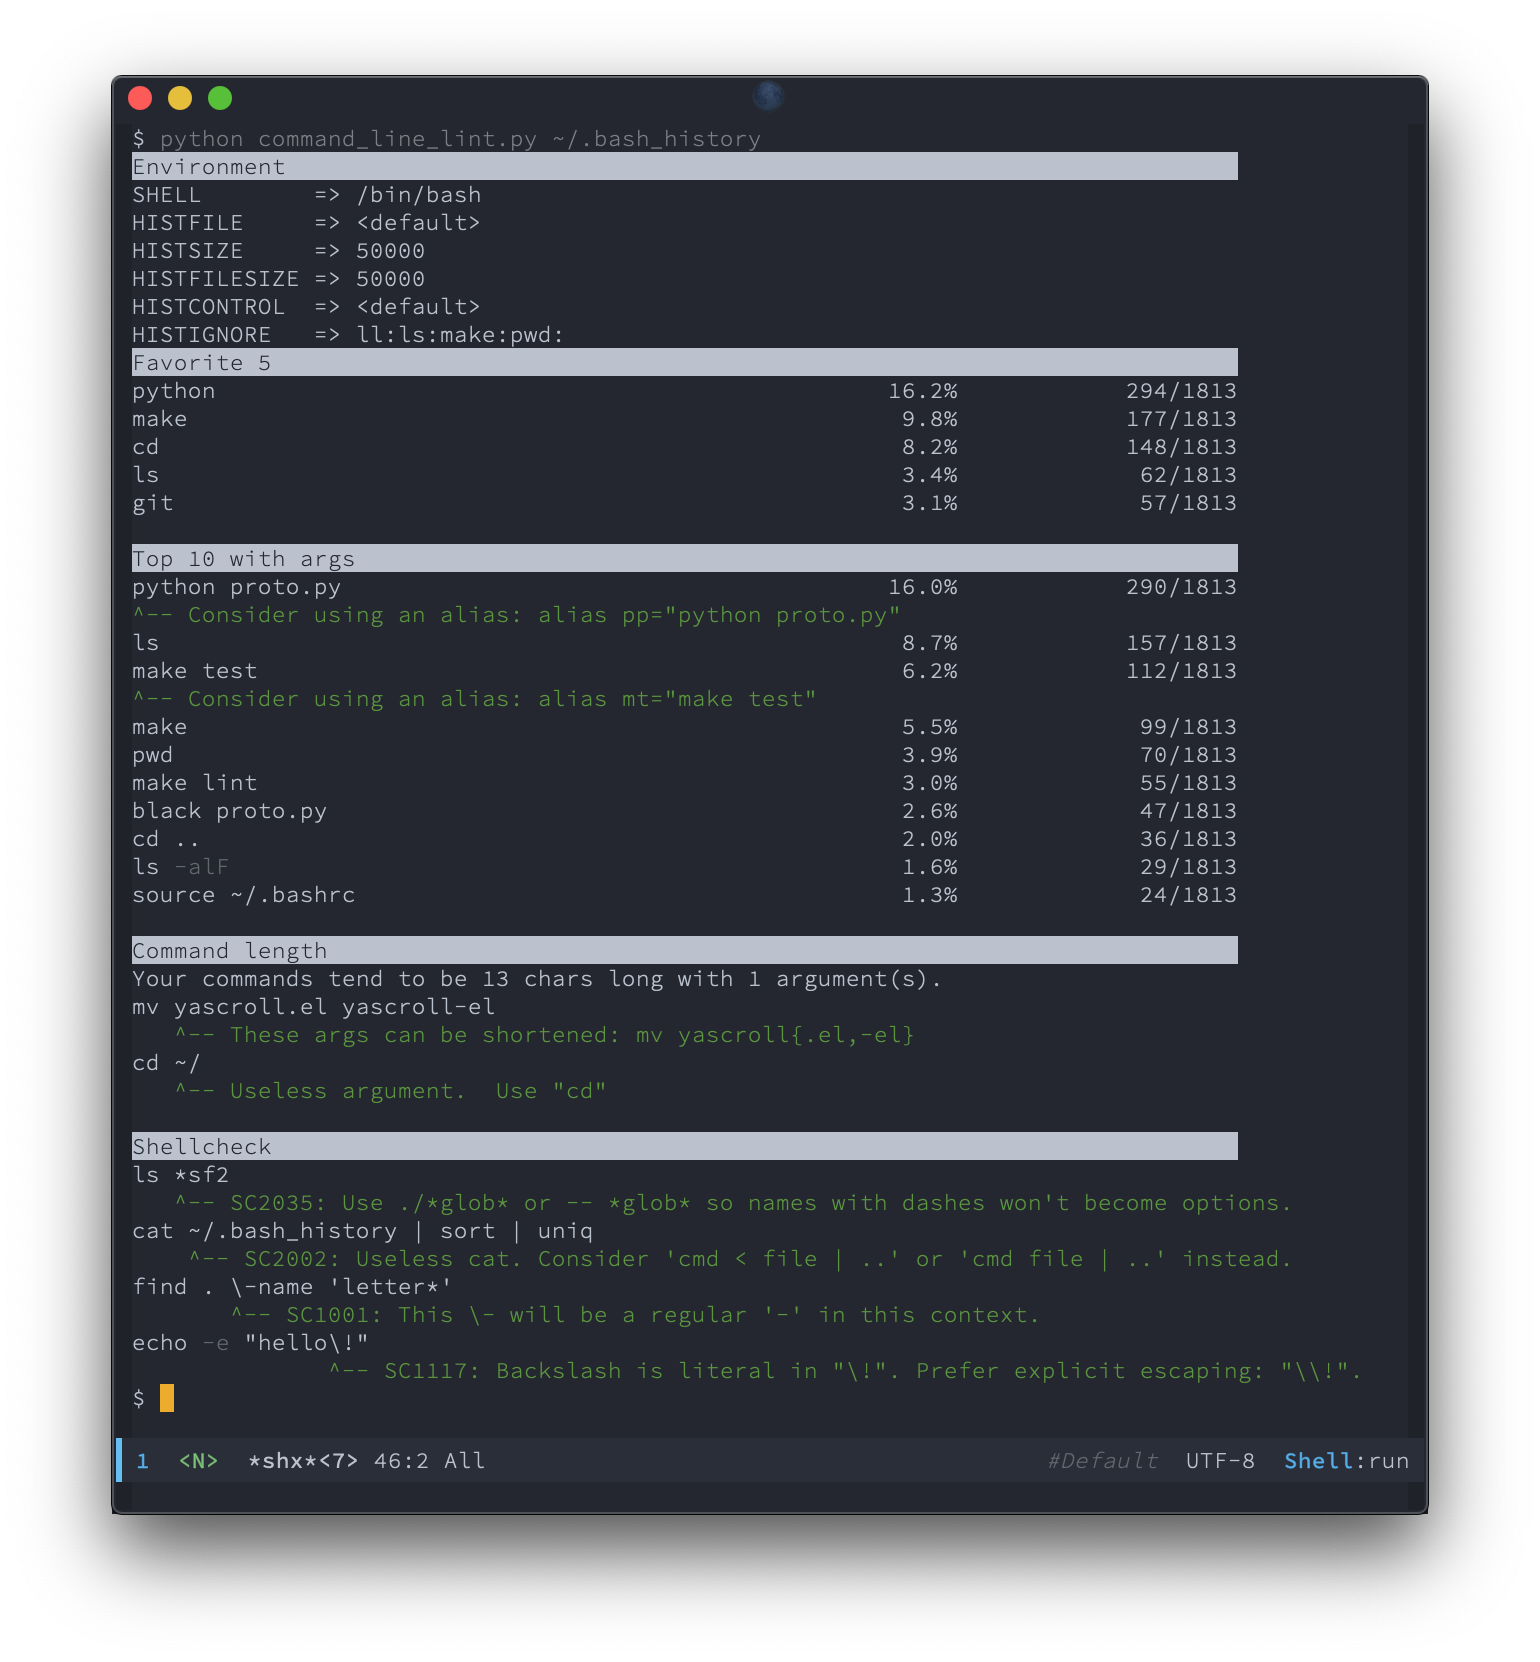 $ python command_line_lint.py ~/.bash_history
Environment
SHELL        => /bin/bash
HISTFILE     => <default>
HISTSIZE     => 50000
HISTFILESIZE => 50000
HISTCONTROL  => <default>
HISTIGNORE   => ll:ls:make:pwd:
Favorite 5
python 16.2% 294/1813
make 9.8% 177/1813
cd 8.2% 148/1813
ls 3.4% 62/1813
git 3.1% 57/1813
Top 10 with args
python proto.py 16.0% 290/1813
^-- Consider using an alias: alias pp="python proto.py"
ls 8.7% 157/1813
make test 6.2% 112/1813
^-- Consider using an alias: alias mt="make test"
make 5.5% 99/1813
pwd 3.9% 70/1813
make lint 3.0% 55/1813
black proto.py 2.6% 47/1813
cd .. 2.0% 36/1813
ls -alF 1.6% 29/1813
source ~/.bashrc 1.3% 24/1813
Command length
Your commands tend to be 13 chars long with 1 argument(s).
mv yascroll.el yascroll-el
   ^-- These args can be shortened: mv yascroll{.el,-el}
cd ~/
   ^-- Useless argument.  Use "cd"
Shellcheck
ls *sf2
   ^-- SC2035: Use ./*glob* or -- *glob* so names with dashes won't become options.
cat ~/.bash_history | sort | uniq
    ^-- SC2002: Useless cat. Consider 'cmd < file | ..' or 'cmd file | ..' instead.
find . \-name 'letter*'
       ^-- SC1001: This \- will be a regular '-' in this context.
echo -e "hello\!"
              ^-- SC1117: Backslash is literal in "\!". Prefer explicit escaping: "\\!".
$
1 <N> *shx*<7> 46:2 All #Default UTF-8 Shell:run